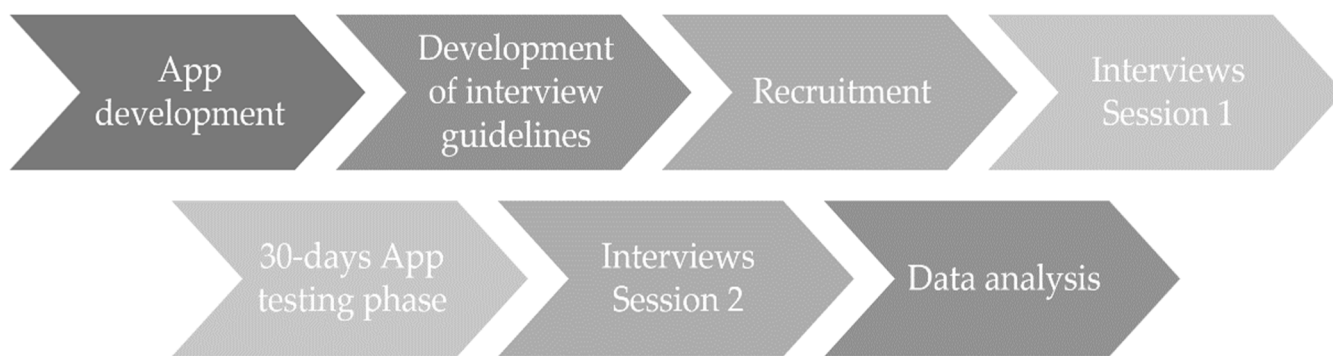 App
development
Development
of interview
guidelines
Recruitment
Interviews
Session 1
30-days App
testing phase
Interviews
Session 2
Data analysis